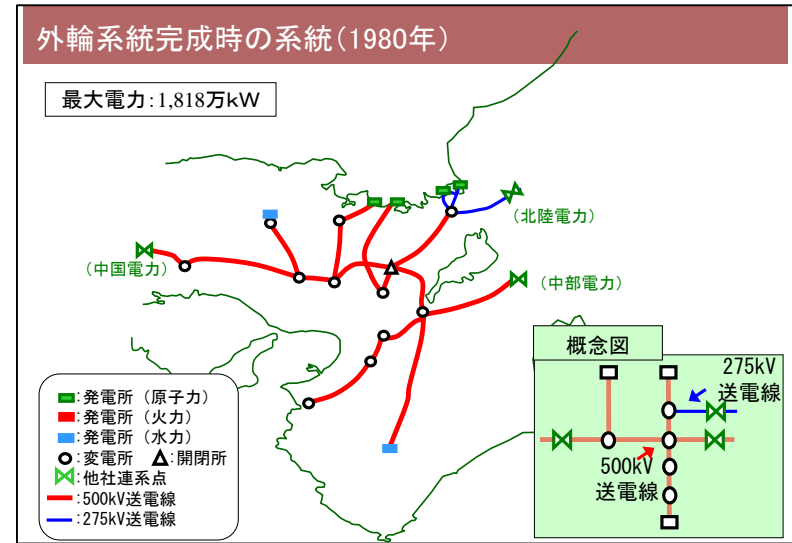 外輪系統完成時の系統(1980年)
最大電力:1,818万kW
(北陸電力)
(中国電力)
(中部電力)
概念図
275kV
送電線
500kV
送電線
:発電所(原子力)
:発電所(火力)
:発電所(水力)
:変電所 :開閉所
:他社連系点
:500kV送電線
:275kV送電線